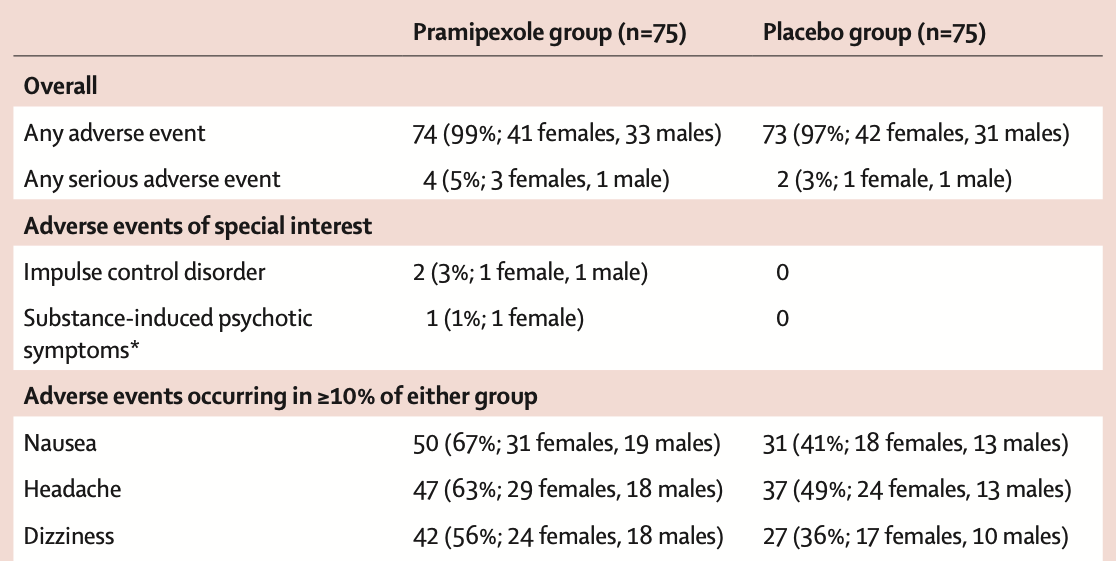 Pramipexole group (n=75) Placebo group (n=75)
Overall
Any adverse event 74 (99%; 41 females, 33 males) 73 (97%; 42 females, 31 males)
Any serious adverse event 4 (5%; 3 females, 1 male) 2 (3%; 1 female, 1 male)
Adverse events of special interest
Impulse control disorder 2 (3%; 1 female, 1 male) 0
Substance-induced psychotic 1 (1%; 1 female) 0
symptoms*
Adverse events occurring in ≥10% of either group
Nausea 50 (67%; 31 females, 19 males) 31 (41%; 18 females, 13 males)
Headache 47 (63%; 29 females, 18 males) 37 (49%; 24 females, 13 males)
Dizziness 42 (56%; 24 females, 18 males) 27 (36%; 17 females, 10 males)